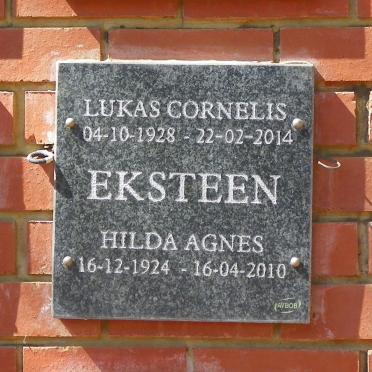 LUKAS CORNELIS
04-10-1928 - 22-02-2014
EKSTEEN
HILDA AGNES
16-12-1924 - 16-04-2010